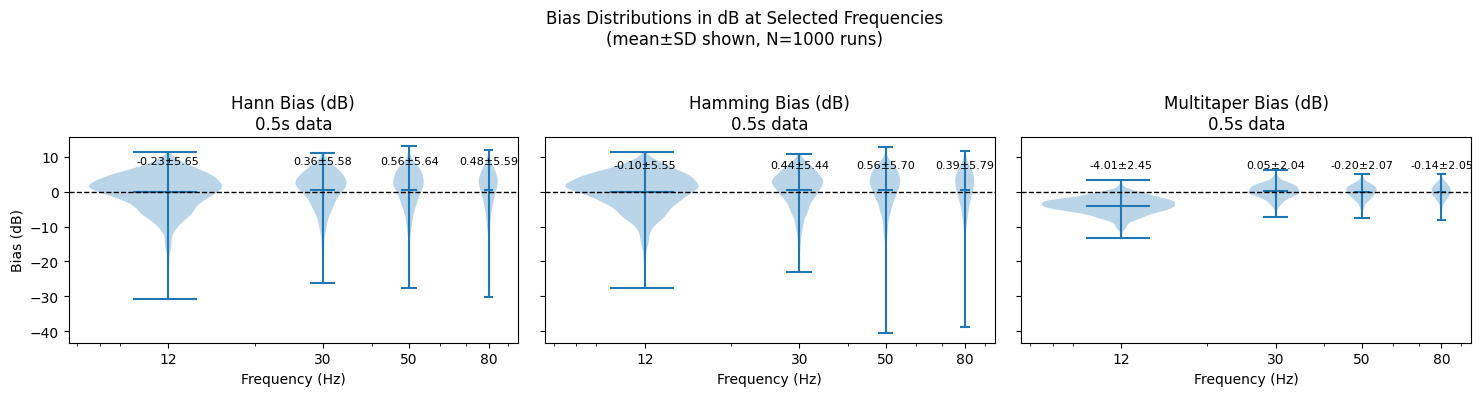 Bias Distributions in dB at Selected Frequencies
(mean±SD shown, N=1000 runs)
Hann Bias (dB)
0.5s data
Bias (dB)
10
0
−10
−20
−30
−40
-0.23±5.65
0.36±5.58
0.56±5.64
0.48±5.59
12
30
50
80
Frequency (Hz)
Hamming Bias (dB)
0.5s data
-0.10±5.55
0.44±5.44
0.56±5.70
0.39±5.79
12
30
50
80
Frequency (Hz)
Multitaper Bias (dB)
0.5s data
-4.01±2.45
0.05±2.04
-0.20±2.07
-0.14±2.05
12
30
50
80
Frequency (Hz)